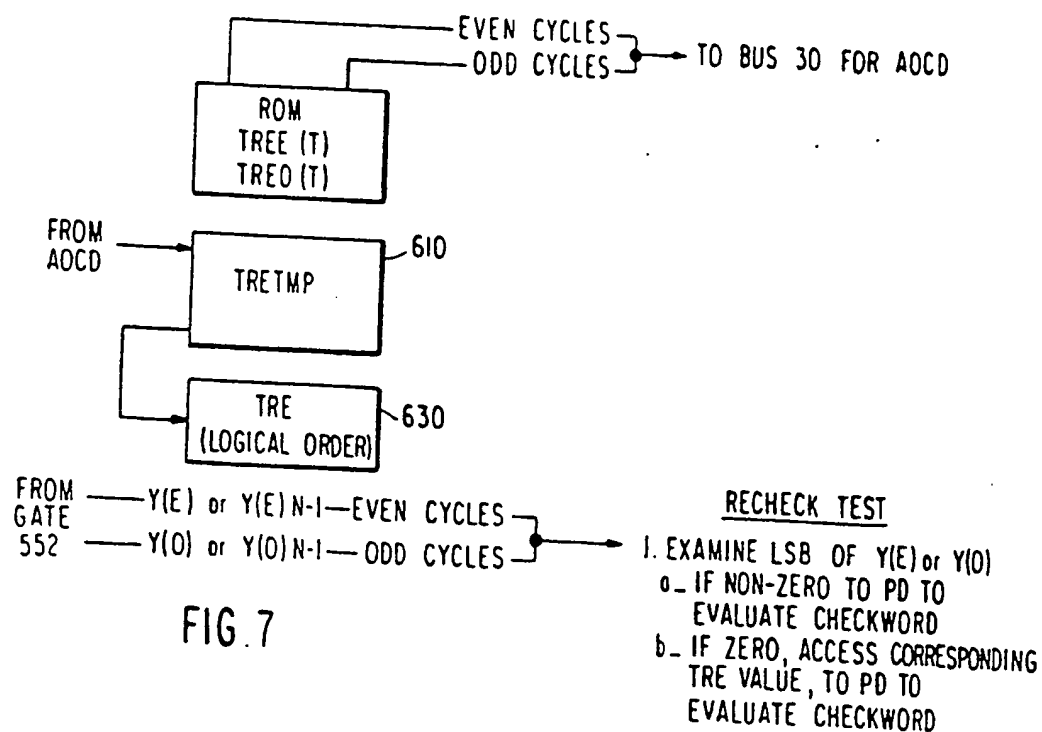 EVEN CYCLES
ODD CYCLES
TO BUS 30 FOR AOCD
ROM
TREE (T)
TREO (T)
FROM
AOCD
610
TRETMP
TRE
(LOGICAL ORDER)
630
FROM
GATE
552
Y(E) or Y(E) N-1 EVEN CYCLES
Y(O) or Y(O) N-1 ODD CYCLES
RECHECK TEST
1. EXAMINE LSB OF Y(E) or Y(O)
a_ IF NON-ZERO TO PD TO
EVALUATE CHECKWORD
b_ IF ZERO, ACCESS CORRESPONDING
TRE VALUE, TO PD TO
EVALUATE CHECKWORD
FIG. 7